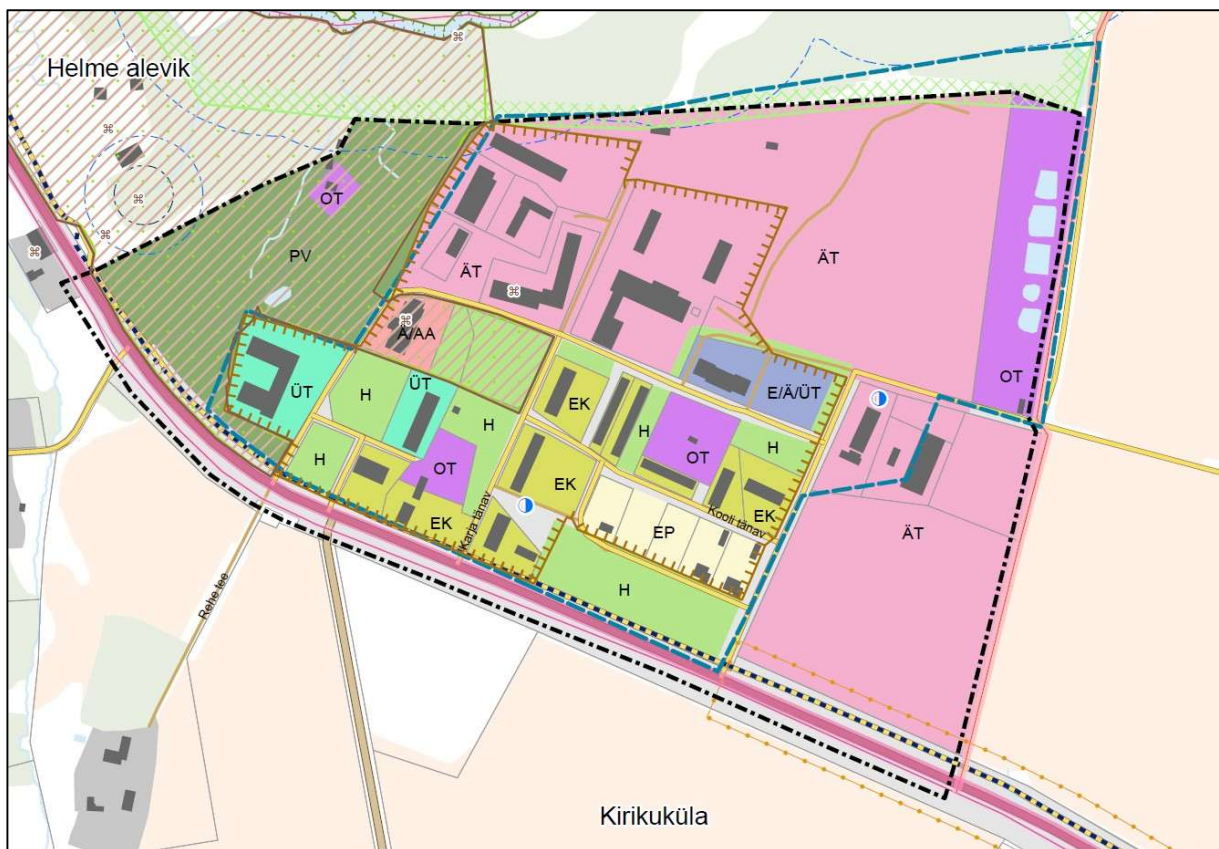 Helme alevik
OT
PV
ÄT
ÄT
Ä/AA
ÜT
H
ÜT
EK
H
E/Ä/ÜT
OT
H
OT
H
OT
H
EK
EK
EK
EP
Kooli tänav
Karja tänav
ÄT
H
Rehe tee
Kirikuküla